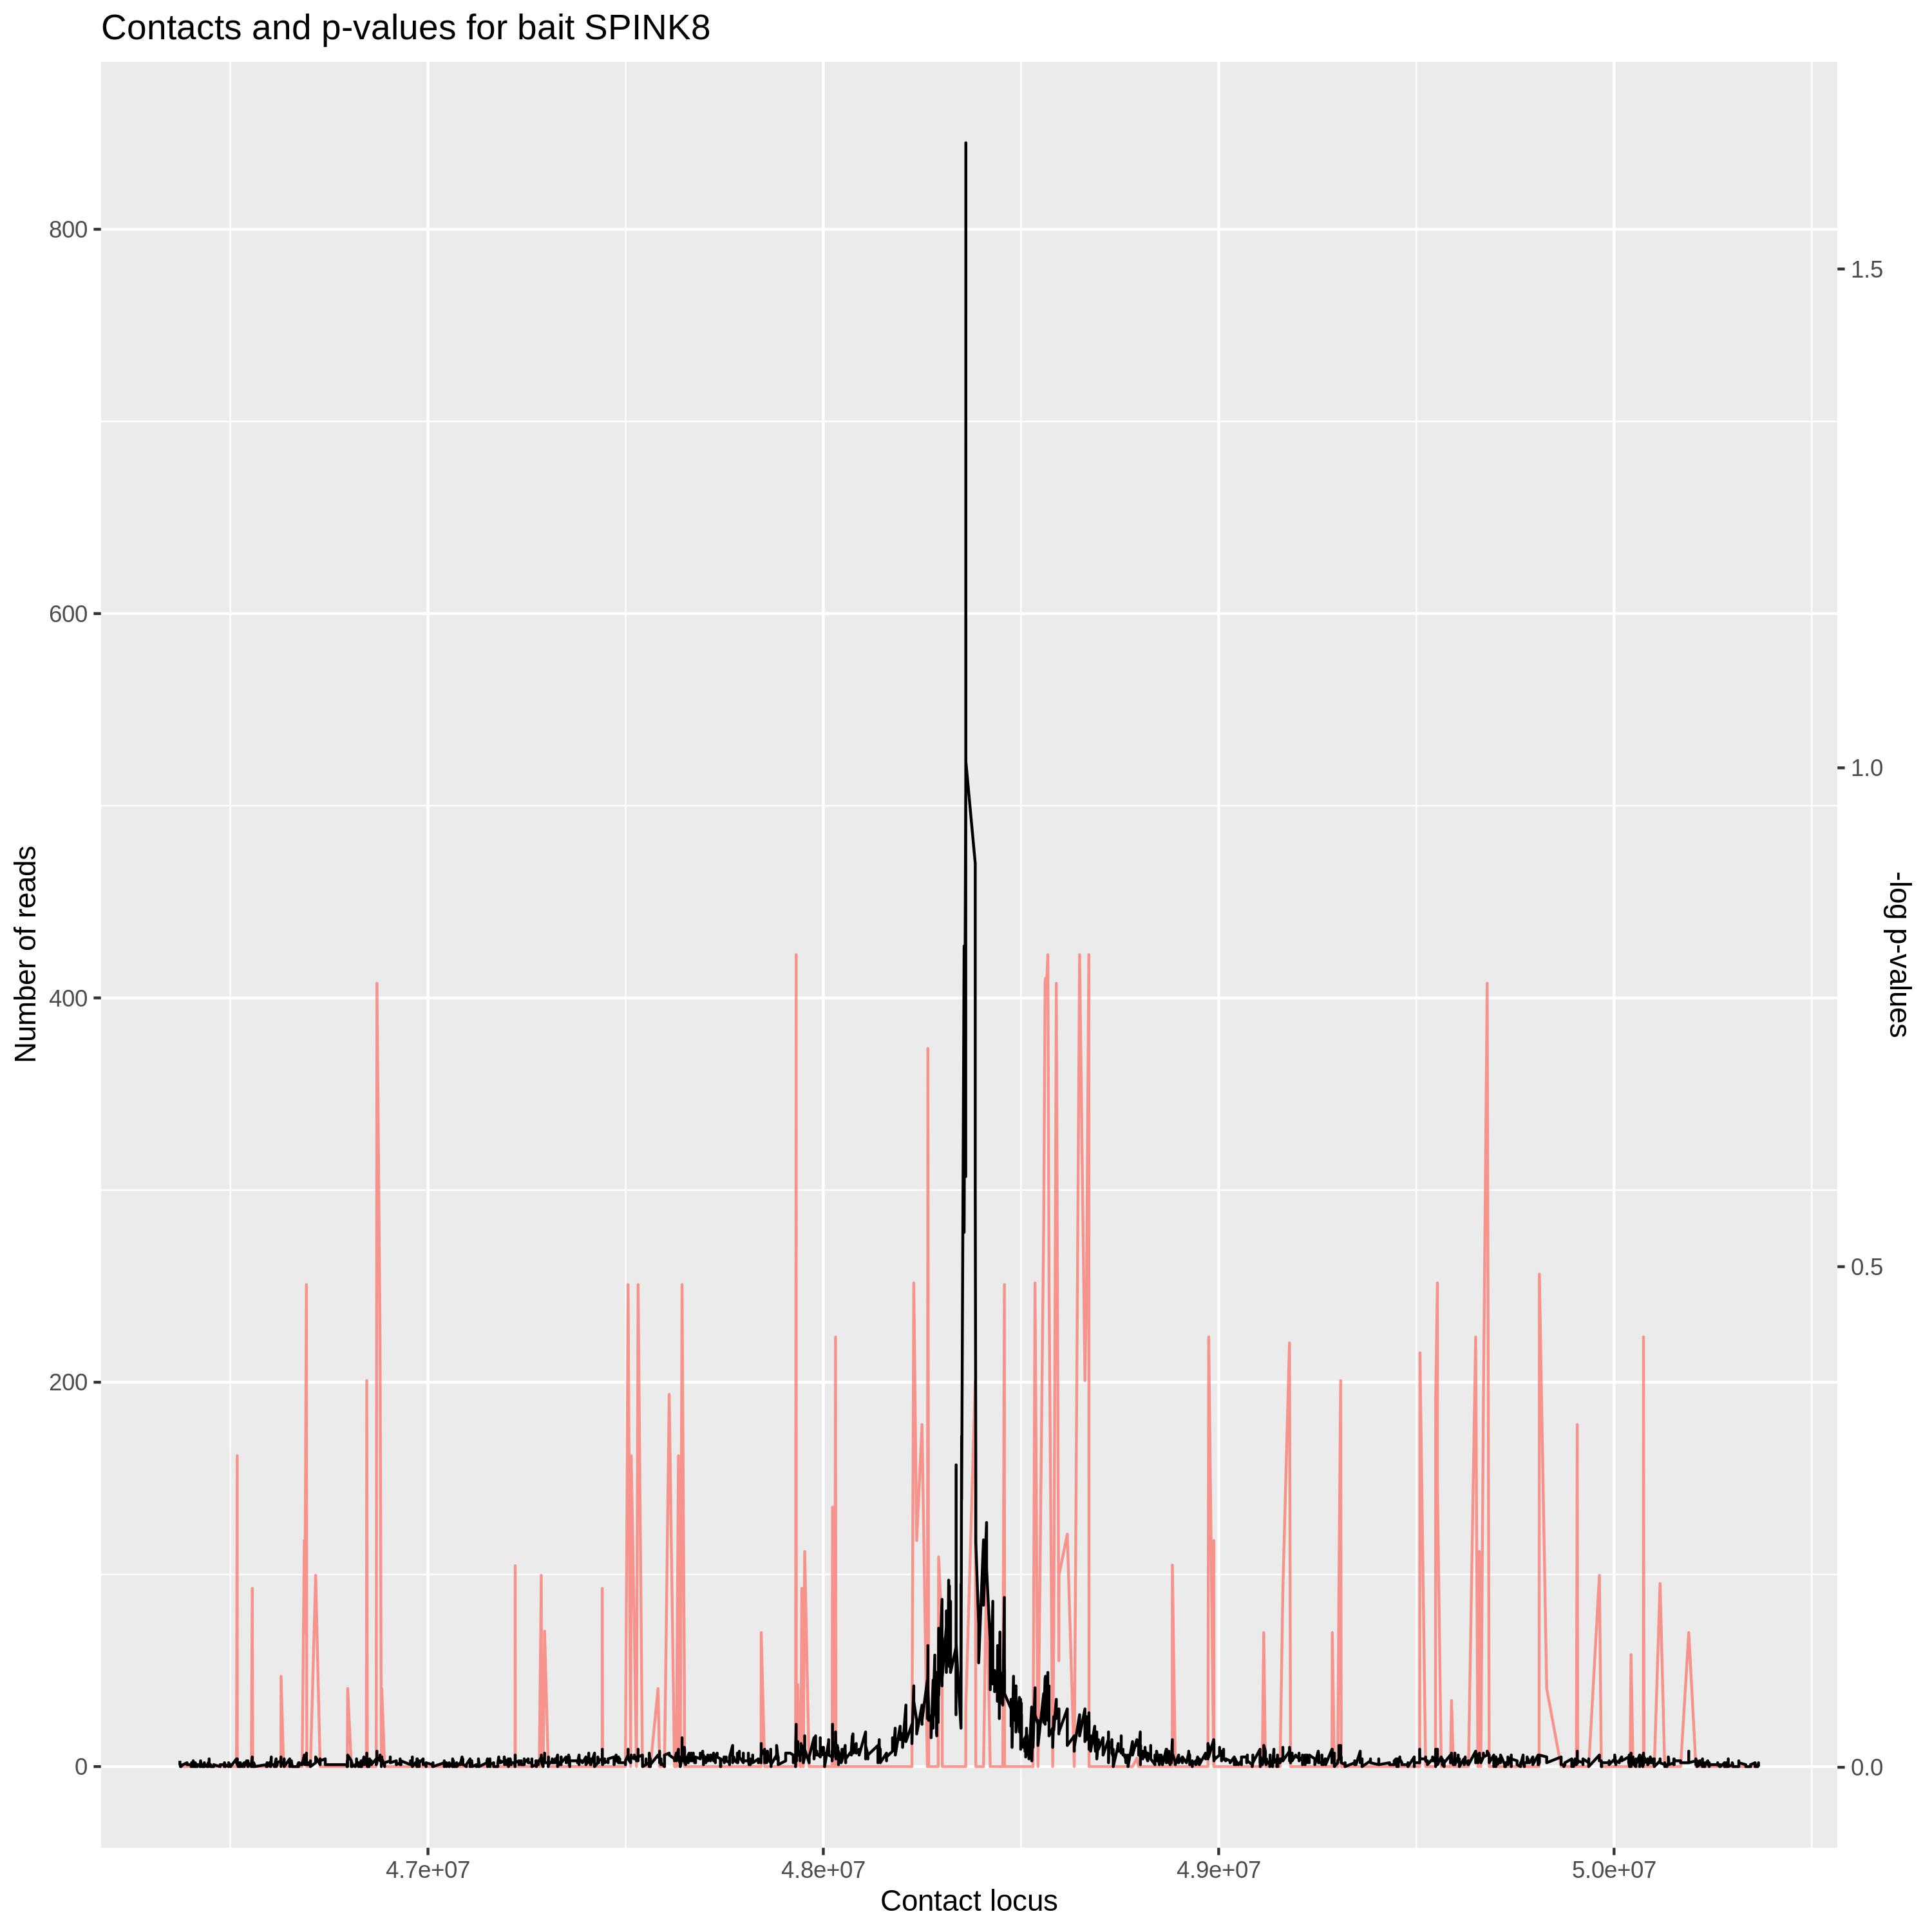 Contacts and p-values for bait SPINK8
800
600
400
200
0
Number of reads
1.5
1.0
0.5
0.0
-log p-values
4.7e+07
4.8e+07
4.9e+07
5.0e+07
Contact locus